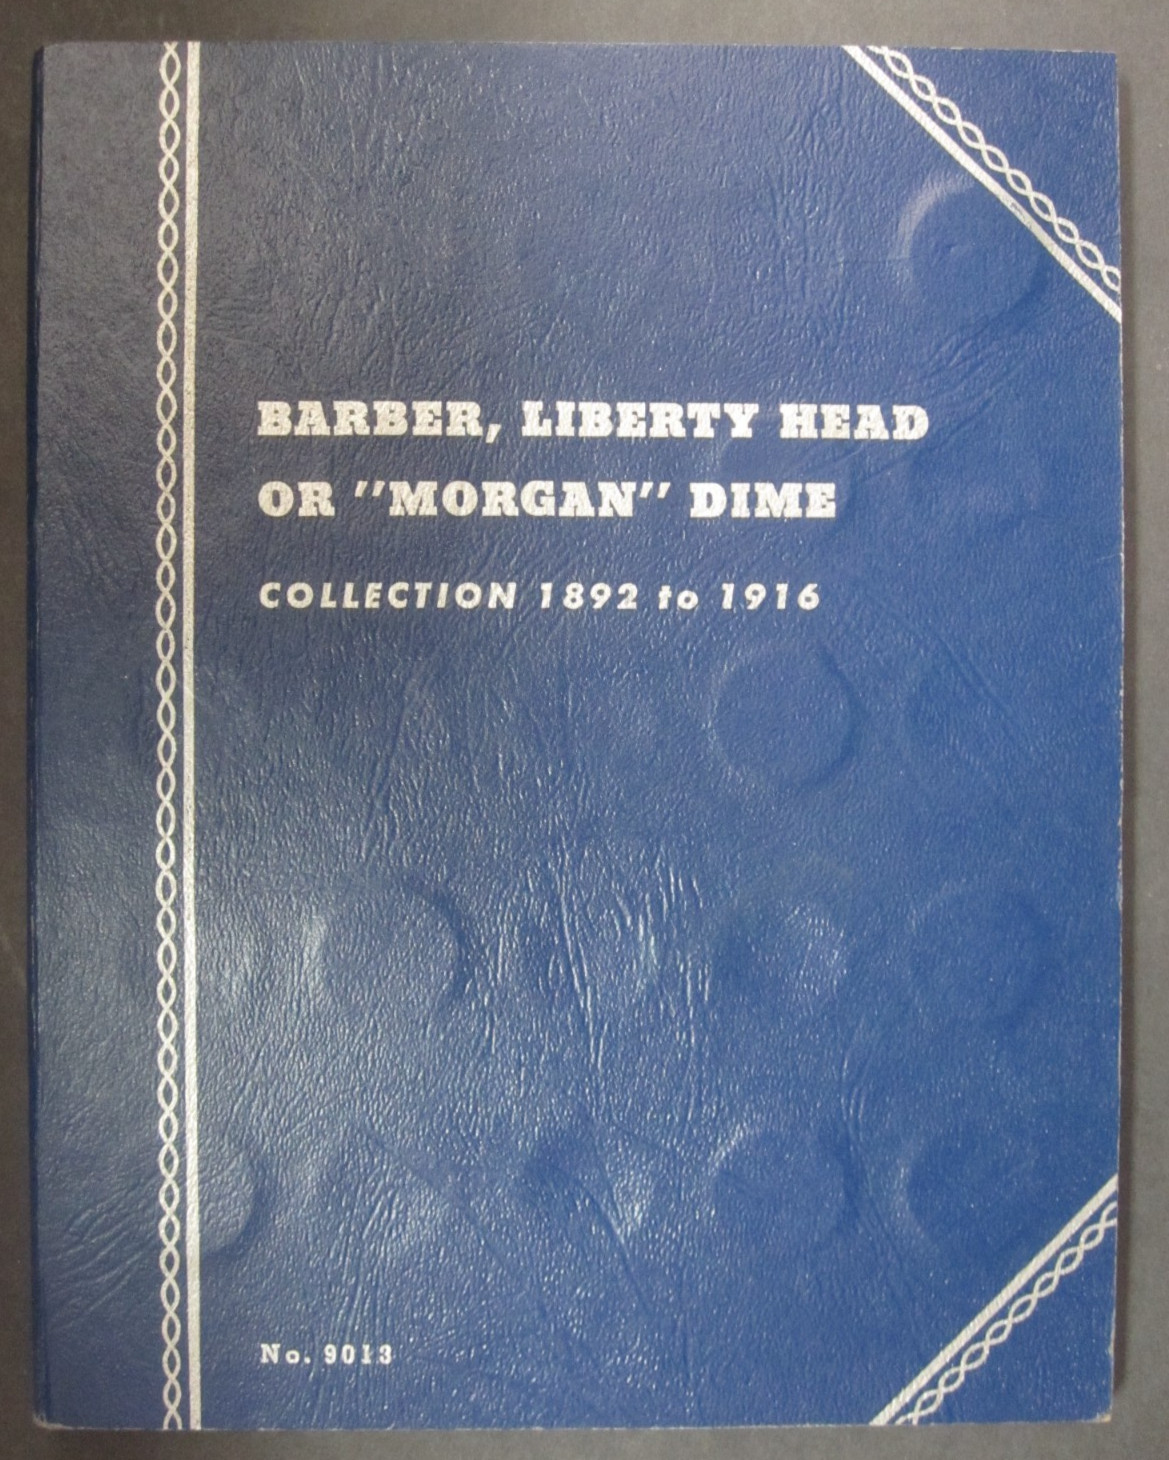 BARBER, LIBERTY HEAD
OR "MORGAN" DIME
COLLECTION 1892 to 1916
No. 9013